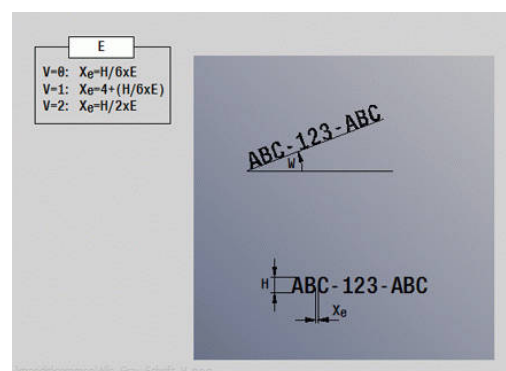 E
V=0: Xe=H/6xE
V=1: Xe=4+(H/6xE)
V=2: Xe=H/2xE
ABC-123-ABC
W
H
ABC-123-ABC
Xe